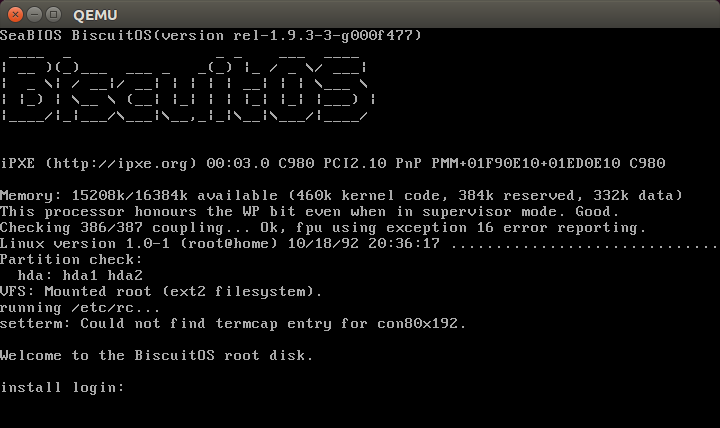 QEMU
SeaBIOS BiscuitOS(version rel-1.9.3-3-g000f477)
BiscuitOS
iPXE (http://ipxe.org) 00:03.0 C980 PCI2.10 PnP PMM+01F90E10+01ED0E10 C980
Memory: 15208k/16384k available (460k kernel code, 384k reserved, 332k data)
This processor honours the WP bit even when in supervisor mode. Good.
Checking 386/387 coupling... Ok, fpu using exception 16 error reporting.
Linux version 1.0-1 (root@home) 10/18/92 20:36:17 ..............................
Partition check:
hda: hda1 hda2
VFS: Mounted root (ext2 filesystem).
running /etc/rc...
setterm: Could not find termcap entry for con80x192.
Welcome to the BiscuitOS root disk.
install login: